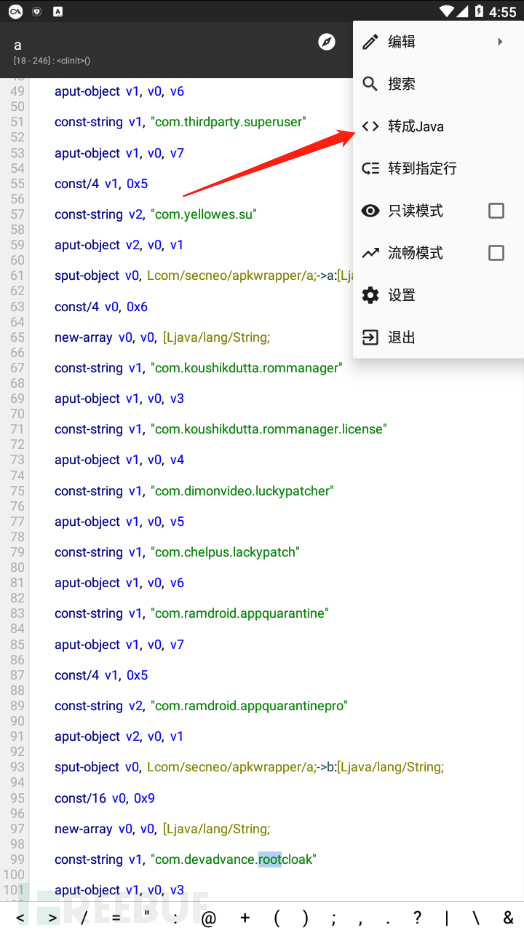 4:55
a
[18 - 246] : <clinit>()
编辑
搜索
转成Java
转到指定行
只读模式
流畅模式
设置
退出
49 aput-object v1, v0, v6
50
51 const-string v1, "com.thirdparty.superuser"
52
53 aput-object v1, v0, v7
54
55 const/4 v1, 0x5
56
57 const-string v2, "com.yellowes.su"
58
59 aput-object v2, v0, v1
60
61 sput-object v0, Lcom/secneo/apkwrapper/a;->a:[Lja
62
63 const/4 v0, 0x6
64
65 new-array v0, v0, [Ljava/lang/String;
66
67 const-string v1, "com.koushikdutta.rommanager"
68
69 aput-object v1, v0, v3
70
71 const-string v1, "com.koushikdutta.rommanager.license"
72
73 aput-object v1, v0, v4
74
75 const-string v1, "com.dimonvideo.luckypatcher"
76
77 aput-object v1, v0, v5
78
79 const-string v1, "com.chelpus.lackypatch"
80
81 aput-object v1, v0, v6
82
83 const-string v1, "com.ramdroid.appquarantine"
84
85 aput-object v1, v0, v7
86
87 const/4 v1, 0x5
88
89 const-string v2, "com.ramdroid.appquarantinepro"
90
91 aput-object v2, v0, v1
92
93 sput-object v0, Lcom/secneo/apkwrapper/a;->b:[Ljava/lang/String;
94
95 const/16 v0, 0x9
96
97 new-array v0, v0, [Ljava/lang/String;
98
99 const-string v1, "com.devadvance.rootcloak"
100
101 aput-object v1, v0, v3
FREEBUF
< > / = " : @ + ( ) ; , . ? | \ &